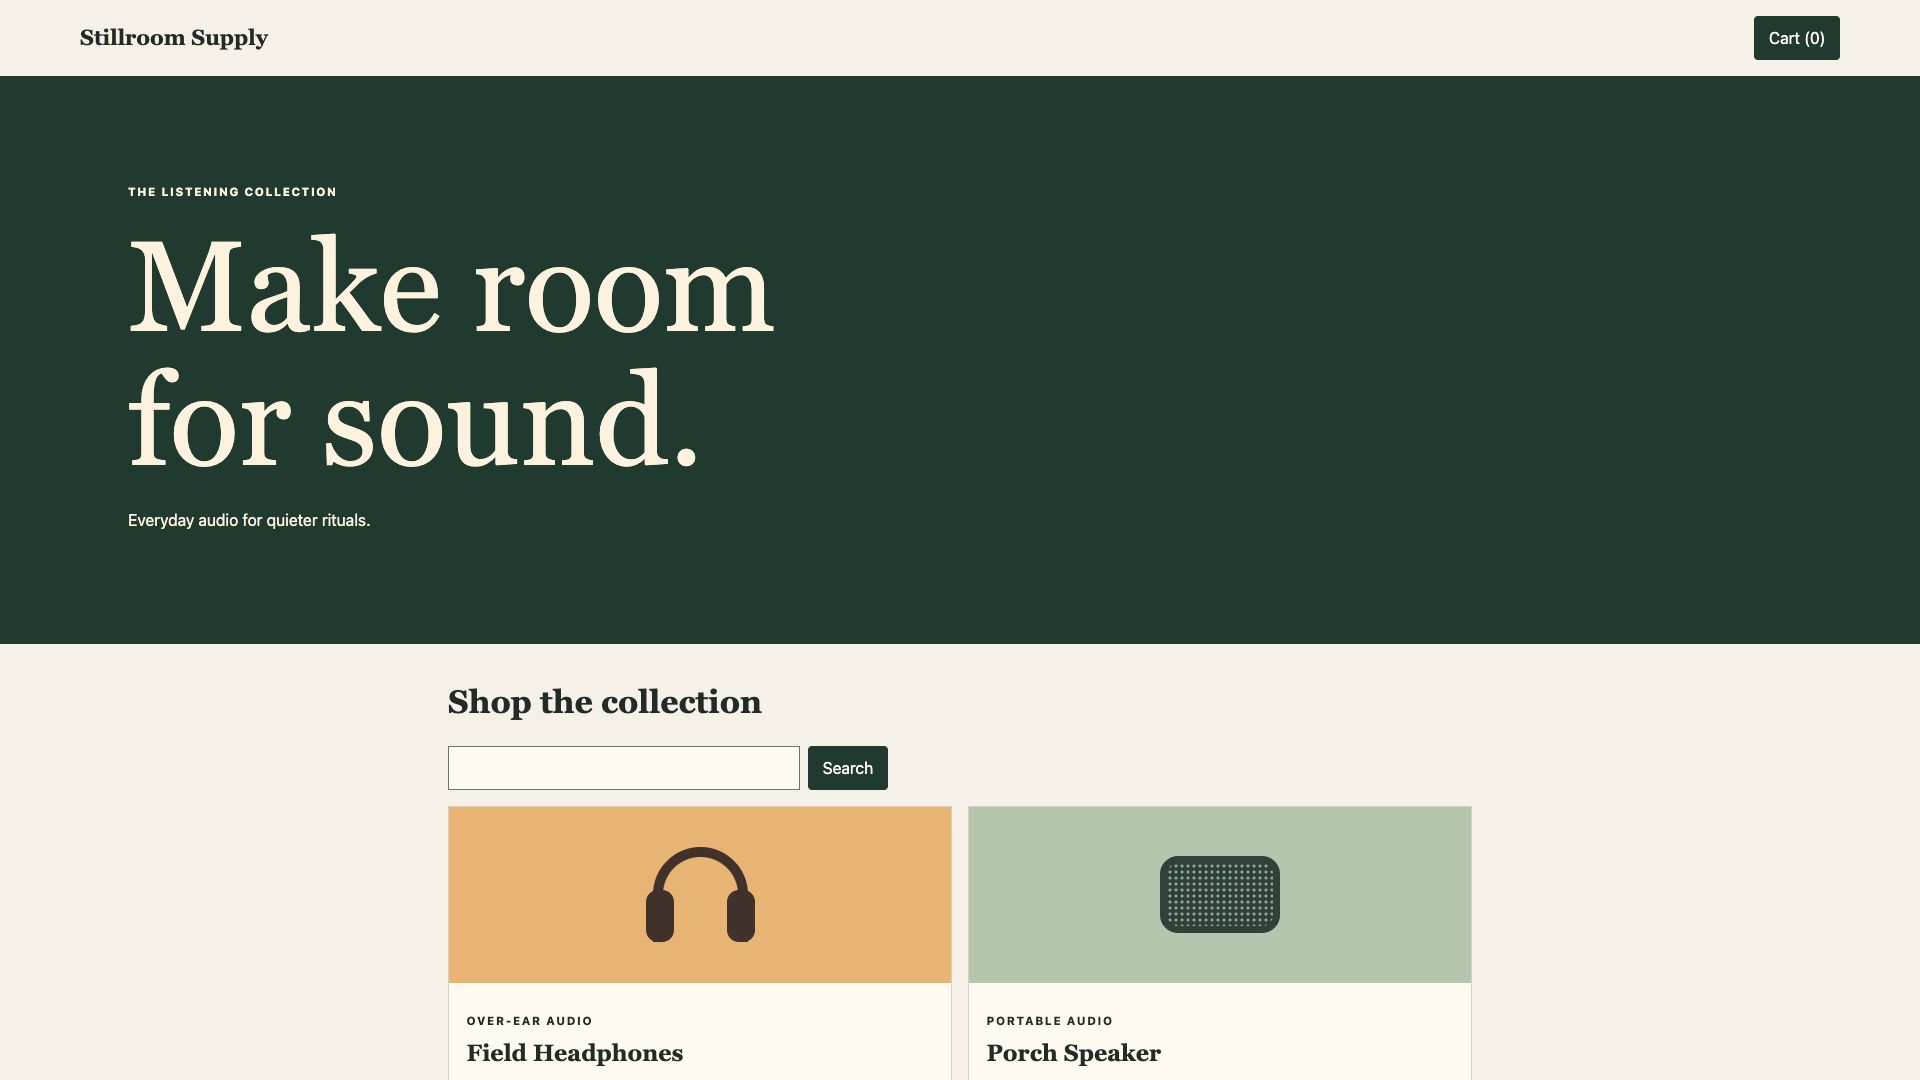 Stillroom Supply
Cart (0)
THE LISTENING COLLECTION
Make room
for sound.
Everyday audio for quieter rituals.
Shop the collection
Search
OVER-EAR AUDIO
Field Headphones
PORTABLE AUDIO
Porch Speaker